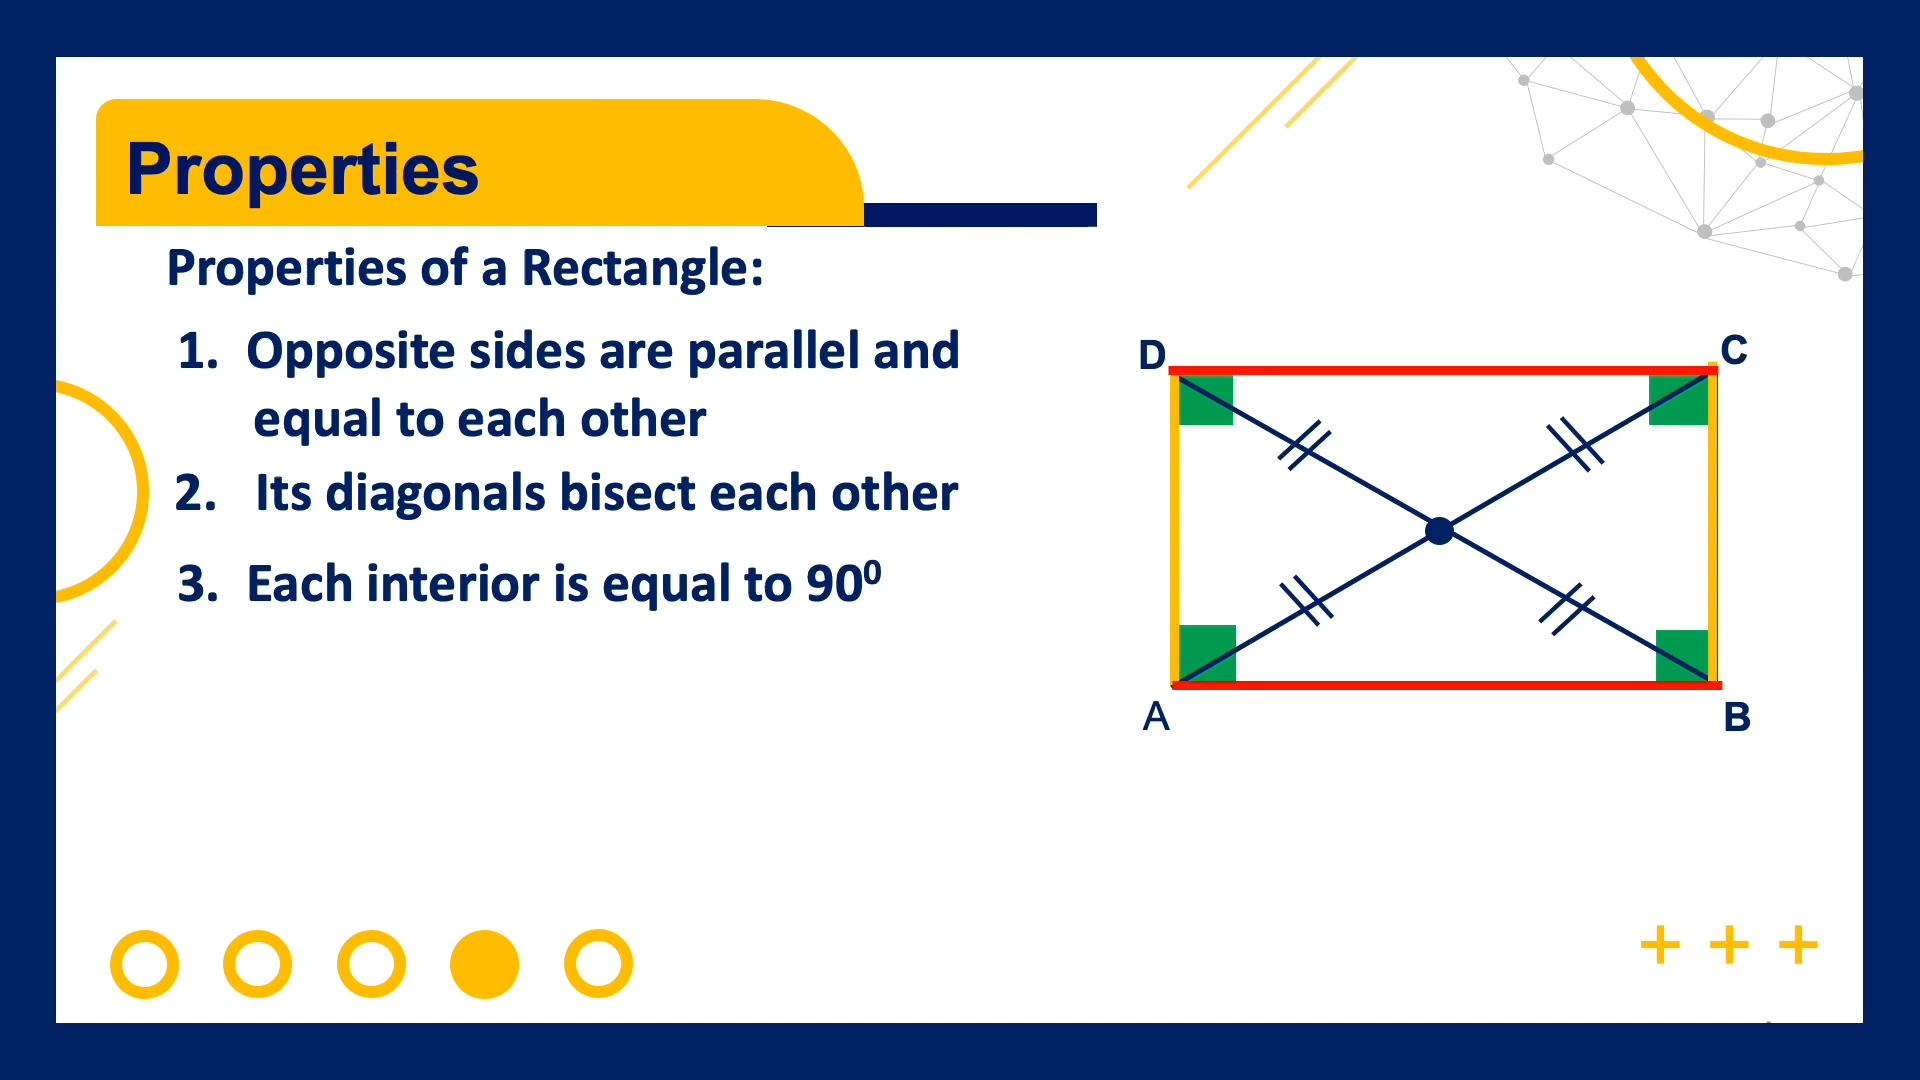 Properties
Properties of a Rectangle:
1. Opposite sides are parallel and
equal to each other
2. Its diagonals bisect each other
3. Each interior is equal to 90⁰
D
C
A
B